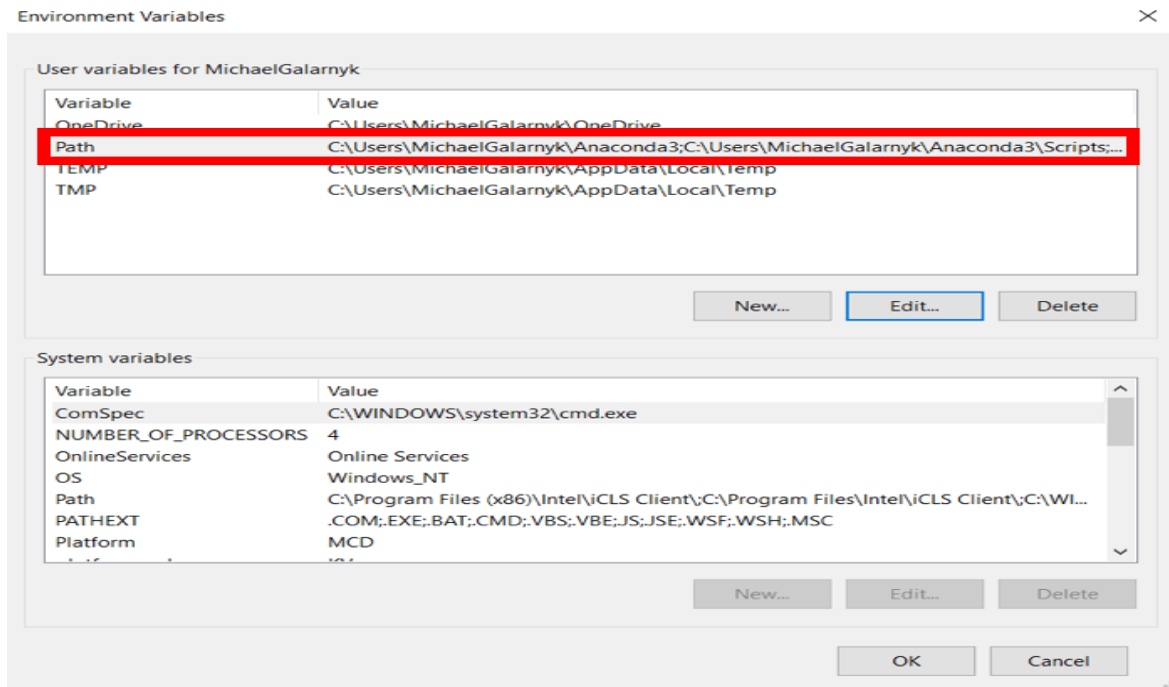 Environment Variables
User variables for MichaelGalarnyk
Variable Value
OneDrive C:\Users\MichaelGalarnyk\OneDrive
Path C:\Users\MichaelGalarnyk\Anaconda3;C:\Users\MichaelGalarnyk\Anaconda3\Scripts;...
TEMP C:\Users\MichaelGalarnyk\AppData\Local\Temp
TMP C:\Users\MichaelGalarnyk\AppData\Local\Temp
New... Edit... Delete
System variables
Variable Value
ComSpec C:\WINDOWS\system32\cmd.exe
NUMBER_OF_PROCESSORS 4
OnlineServices Online Services
OS Windows_NT
Path C:\Program Files (x86)\Intel\iCLS Client\;C:\Program Files\Intel\iCLS Client\;C:\WI...
PATHEXT .COM;.EXE;.BAT;.CMD;.VBS;.VBE;.JS;.JSE;.WSF;.WSH;.MSC
Platform MCD
New... Edit... Delete
OK Cancel